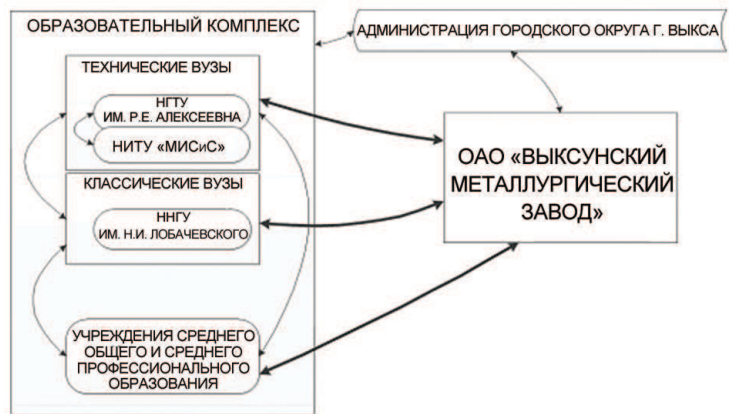 ОБРАЗОВАТЕЛЬНЫЙ КОМПЛЕКС
ТЕХНИЧЕСКИЕ ВУЗЫ
НГТУ
ИМ. Р.Е. АЛЕКСЕЕВНА
НИТУ «МИСиС»
КЛАССИЧЕСКИЕ ВУЗЫ
ННГУ
ИМ. Н.И. ЛОБАЧЕВСКОГО
УЧРЕЖДЕНИЯ СРЕДНЕГО
ОБЩЕГО И СРЕДНЕГО
ПРОФЕССИОНАЛЬНОГО
ОБРАЗОВАНИЯ
АДМИНИСТРАЦИЯ ГОРОДСКОГО ОКРУГА Г. ВЫКСА
ОАО «ВЫКСУНСКИЙ
МЕТАЛЛУРГИЧЕСКИЙ
ЗАВОД»